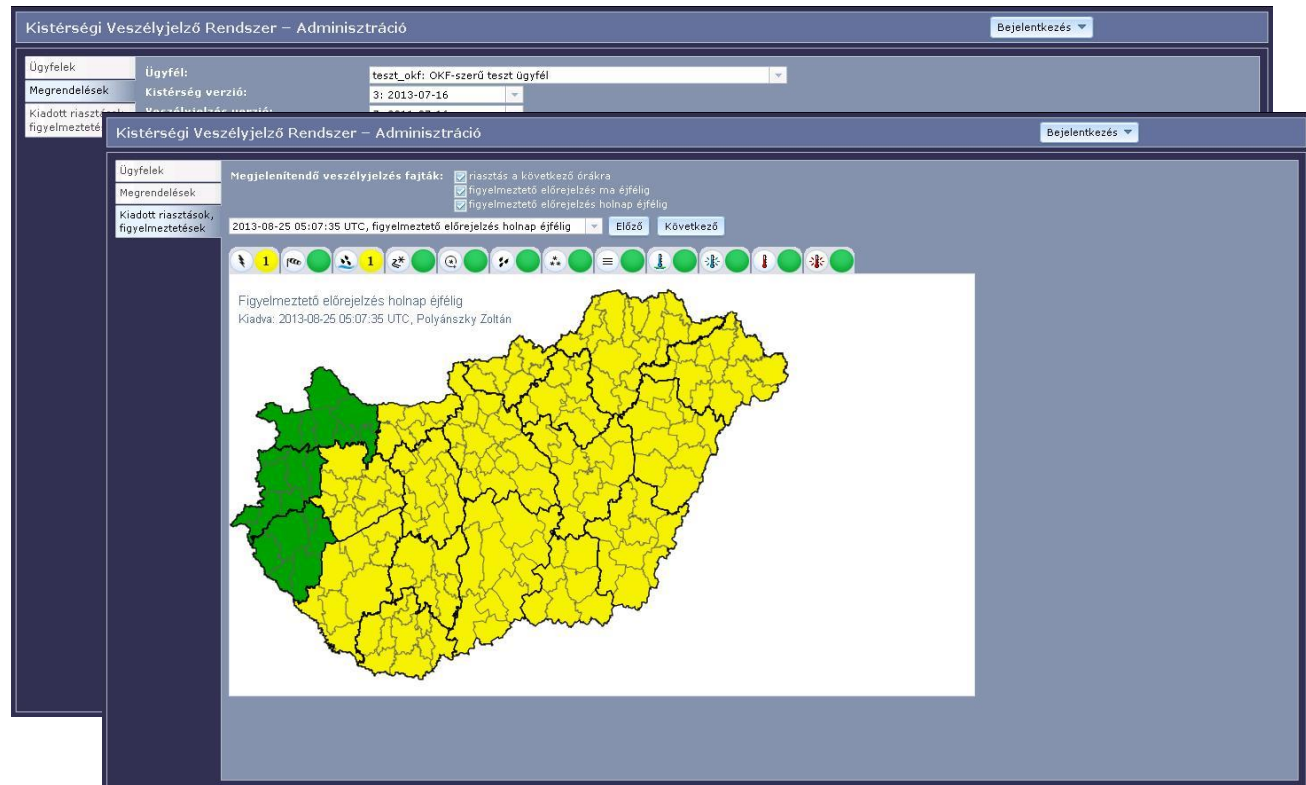 Kistérségi Veszélyjelző Rendszer – Adminisztráció
Bejelentkezés
Ügyfelek
Megrendelések
Kiadott
Ügyfél:
teszt_okf: OKF-szerű teszt ügyfél
Kistérség verzió:
3: 2013-07-16
Kistérségi Veszélyjelző Rendszer – Adminisztráció
Bejelentkezés
Ügyfelek
Megrendelések
Kiadott riasztások,
figyelmeztetések
Megjelenítendő veszélyjelzés fajták:
riasztás a következő órákra
figyelmeztető előrejelzés ma éjfélig
figyelmeztető előrejelzés holnap éjfélig
2013-08-25 05:07:35 UTC, figyelmeztető előrejelzés holnap éjfélig
Előző
Következő
1
1
Figyelmeztető előrejelzés holnap éjfélig
Kiadva: 2013-08-25 05:07:35 UTC, Polyánszky Zoltán